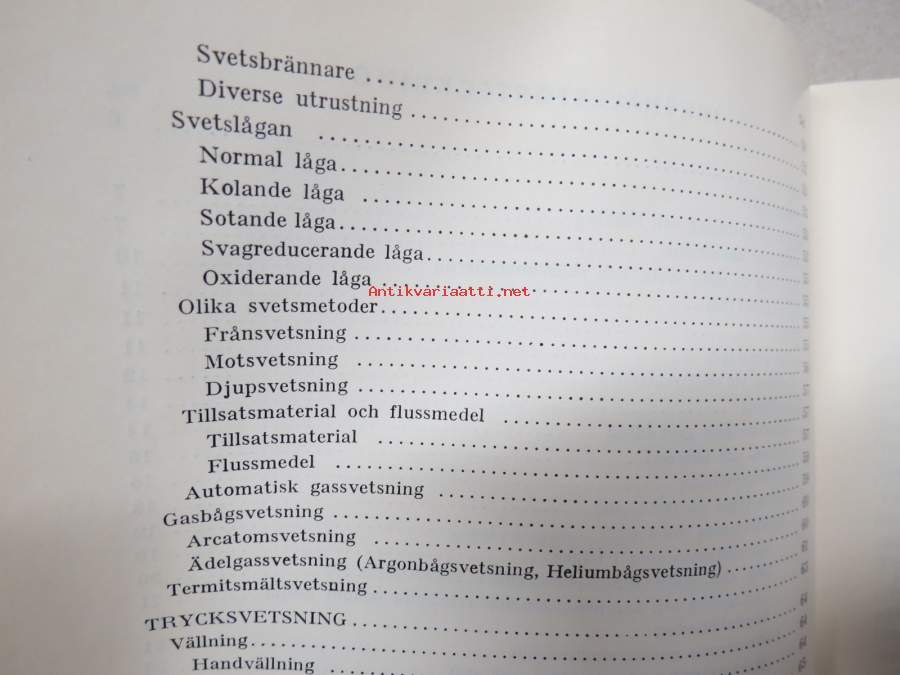 Svetsbrännare
Diverse utrustning
Svetslågan
Normal låga
Kolande låga
Sotande låga
Svagreducerande låga
Oxiderande låga
Antikvariaatti.net
Olika svetsmetoder
Frånsvetsning
Motsvetsning
Djupsvetsning
Tillsatsmaterial och flussmedel
Tillsatsmaterial
Flussmedel
Automatisk gassvetsning
Gasbågsvetsning
Arcatomsvetsning
Ädelgassvetsning (Argonbågsvetsning, Heliumbågsvetsning)
Termitsmältsvetsning
TRYCKSVETSNING
Vällning
Handvällning